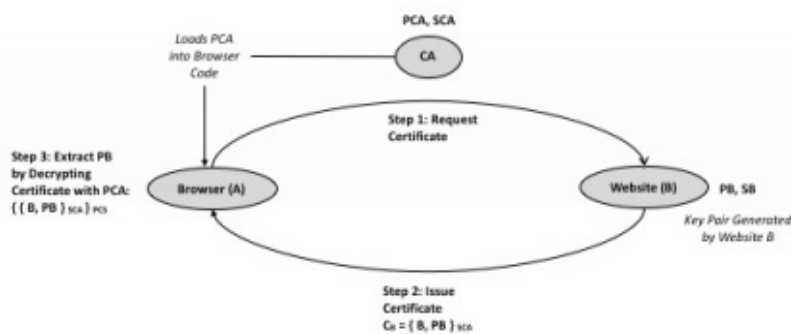 PCA, SCA
Loads PCA
into Browser
Code
CA
Step 1: Request
Certificate
Step 3: Extract PB
by Decrypting
Certificate with PCA:
{ { B, PB } SCA } PCS
Browser (A)
Website (B)
PB, SB
Key Pair Generated
by Website B
Step 2: Issue
Certificate
CB = { B, PB } SCA